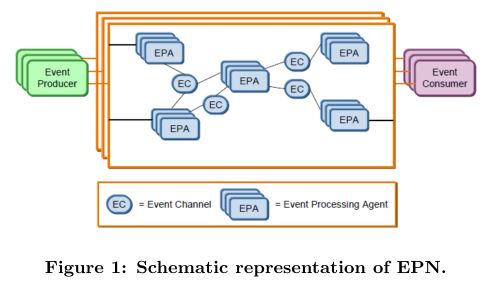 EPA
EPA
EC
Event
Producer
EC
EPA
Event
Consumer
EC
EC
EPA
EPA
EC = Event Channel
EPA = Event Processing Agent
Figure 1: Schematic representation of EPN.